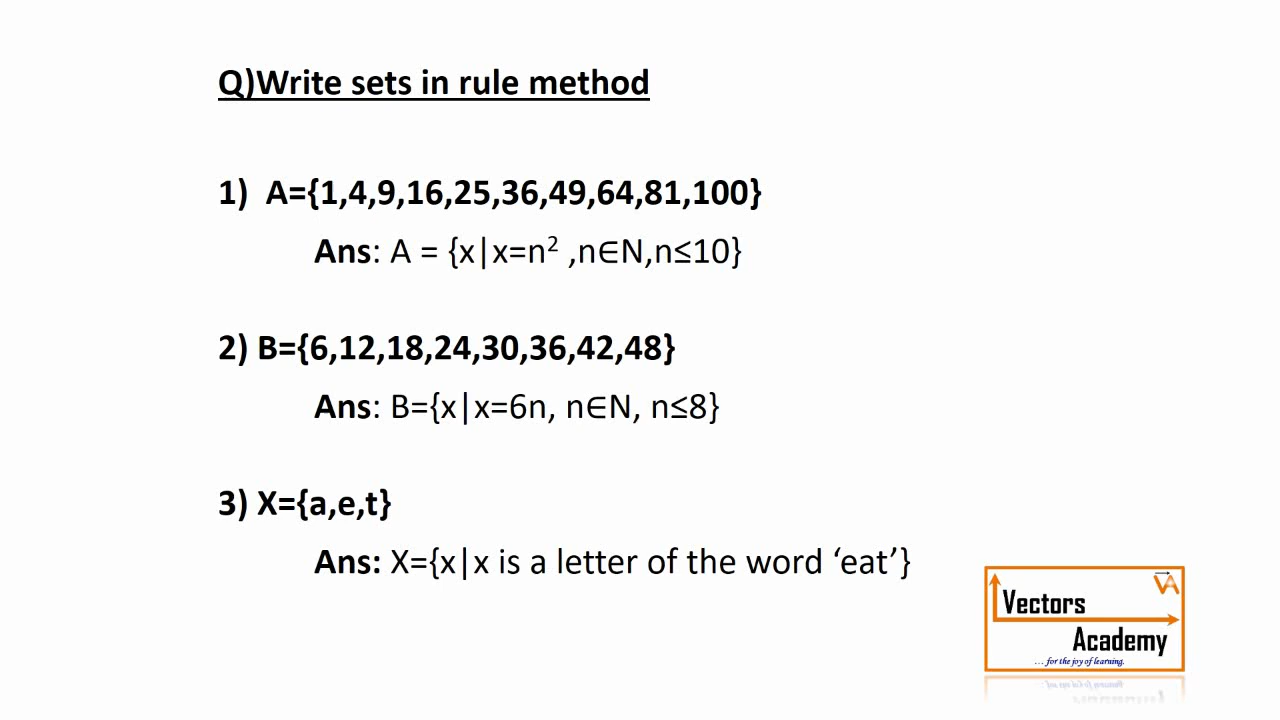 Q)Write sets in rule method
1) A={1,4,9,16,25,36,49,64,81,100}
Ans: A = {x|x=n² ,n∈N,n≤10}
2) B={6,12,18,24,30,36,42,48}
Ans: B={x|x=6n, n∈N, n≤8}
3) X={a,e,t}
Ans: X={x|x is a letter of the word ‘eat’}
VA
Vectors
Academy
... for the joy of learning.